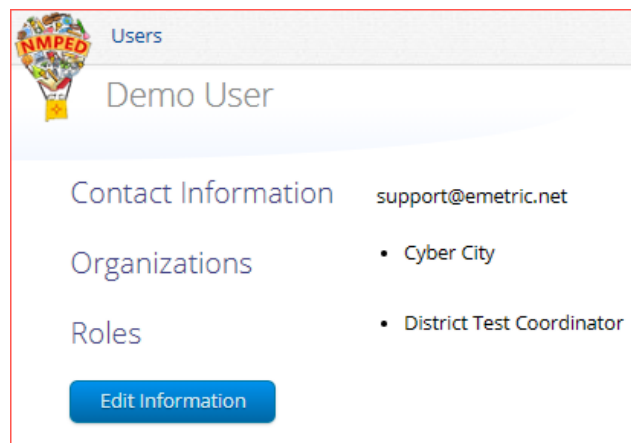 NMPED
Users
Demo User
Contact Information support@emetric.net
Organizations • Cyber City
Roles • District Test Coordinator
Edit Information